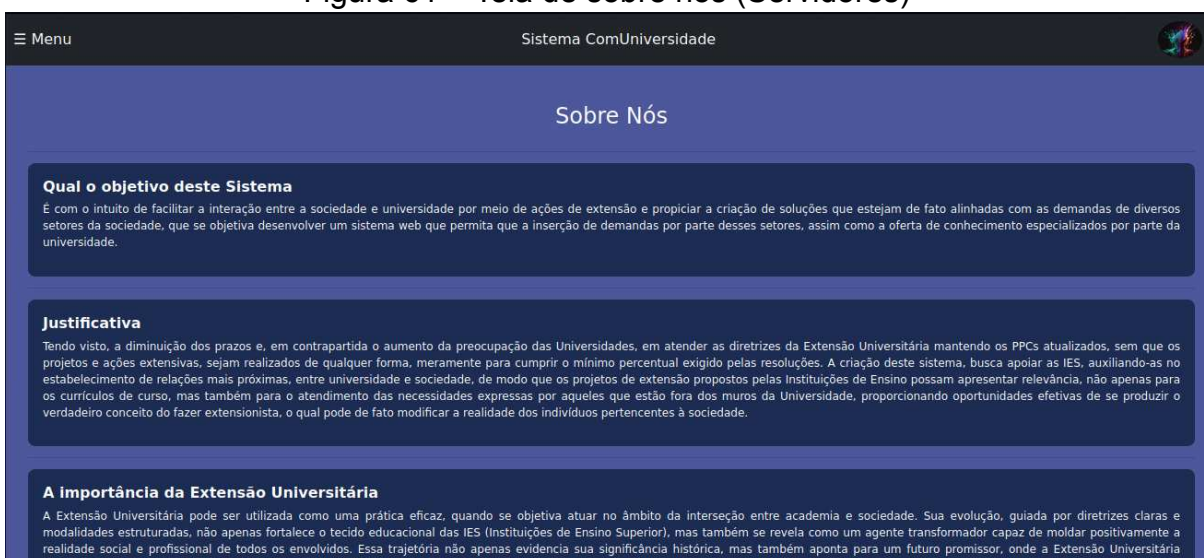 ☰ Menu
Sistema ComUniversidade
Sobre Nós
Qual o objetivo deste Sistema
É com o intuito de facilitar a interação entre a sociedade e universidade por meio de ações de extensão e propiciar a criação de soluções que estejam de fato alinhadas com as demandas de diversos
setores da sociedade, que se objetiva desenvolver um sistema web que permita que a inserção de demandas por parte desses setores, assim como a oferta de conhecimento especializados por parte da
universidade.
Justificativa
Tendo visto, a diminuição dos prazos e, em contrapartida o aumento da preocupação das Universidades, em atender as diretrizes da Extensão Universitária mantendo os PPCs atualizados, sem que os
projetos e ações extensivas, sejam realizados de qualquer forma, meramente para cumprir o mínimo percentual exigido pelas resoluções. A criação deste sistema, busca apoiar as IES, auxiliando-as no
estabelecimento de relações mais próximas, entre universidade e sociedade, de modo que os projetos de extensão propostos pelas Instituições de Ensino possam apresentar relevância, não apenas para
os currículos de curso, mas também para o atendimento das necessidades expressas por aqueles que estão fora dos muros da Universidade, proporcionando oportunidades efetivas de se produzir o
verdadeiro conceito do fazer extensionista, o qual pode de fato modificar a realidade dos indivíduos pertencentes à sociedade.
A importância da Extensão Universitária
A Extensão Universitária pode ser utilizada como uma prática eficaz, quando se objetiva atuar no âmbito da interseção entre academia e sociedade. Sua evolução, guiada por diretrizes claras e
modalidades estruturadas, não apenas fortalece o tecido educacional das IES (Instituições de Ensino Superior), mas também se revela como um agente transformador capaz de moldar positivamente a
realidade social e profissional de todos os envolvidos. Essa trajetória não apenas evidencia sua significância histórica, mas também aponta para um futuro promissor, onde a Extensão Universitária